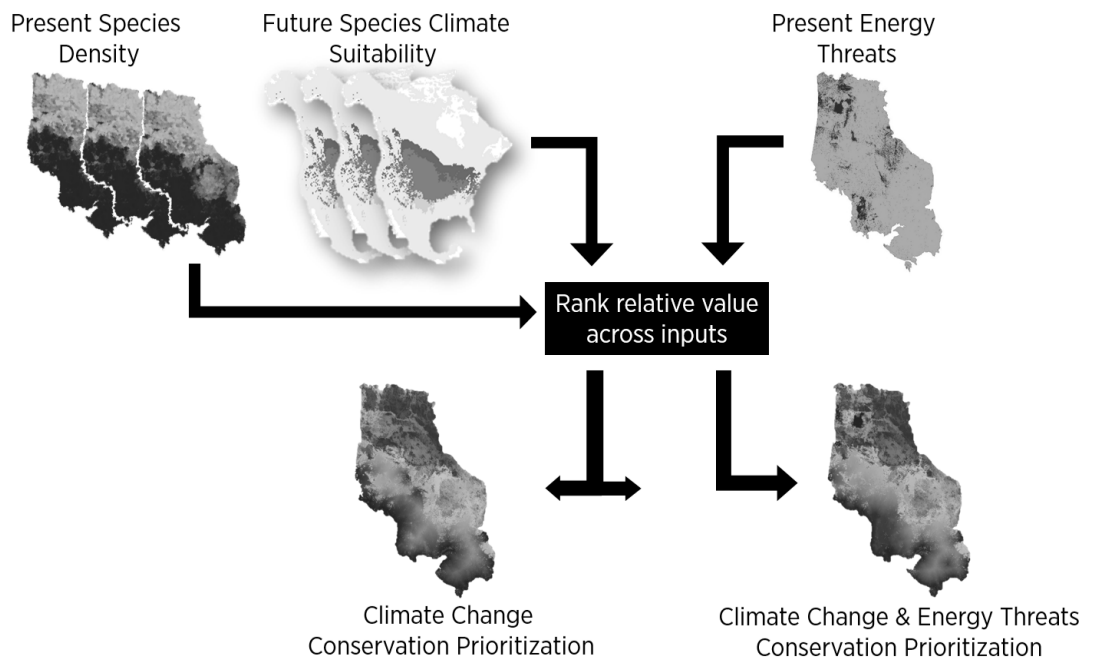 Present Species
Density
Future Species Climate
Suitability
Present Energy
Threats
Rank relative value
across inputs
Climate Change
Conservation Prioritization
Climate Change & Energy Threats
Conservation Prioritization